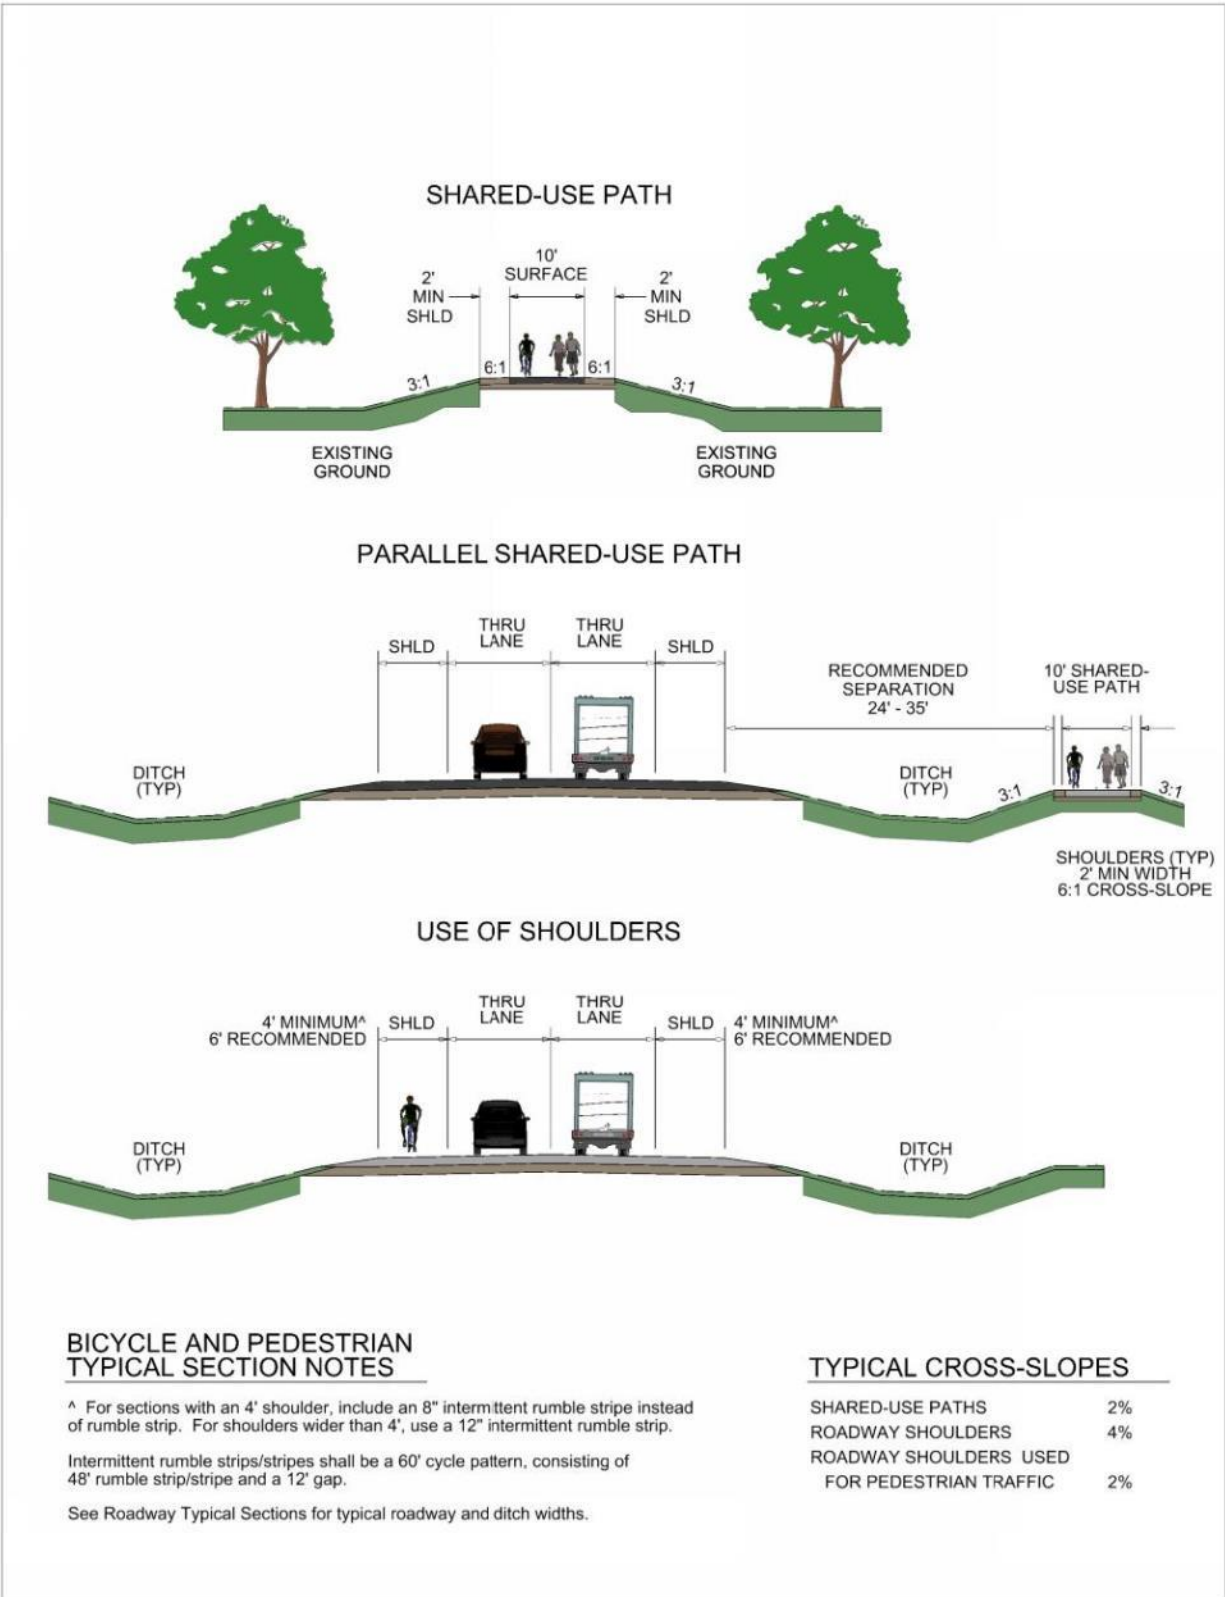 SHARED-USE PATH
10'
SURFACE
2'
MIN
SHLD
2'
MIN
SHLD
3:1
6:1
6:1
3:1
EXISTING
GROUND
EXISTING
GROUND
PARALLEL SHARED-USE PATH
SHLD
THRU
LANE
THRU
LANE
SHLD
RECOMMENDED
SEPARATION
24' - 35'
10' SHARED-
USE PATH
DITCH
(TYP)
DITCH
(TYP)
3:1
3:1
SHOULDERS (TYP)
2' MIN WIDTH
6:1 CROSS-SLOPE
USE OF SHOULDERS
4' MINIMUM^
6' RECOMMENDED
SHLD
THRU
LANE
THRU
LANE
SHLD
4' MINIMUM^
6' RECOMMENDED
DITCH
(TYP)
DITCH
(TYP)
BICYCLE AND PEDESTRIAN
TYPICAL SECTION NOTES
^ For sections with an 4' shoulder, include an 8" intermittent rumble stripe instead
of rumble strip. For shoulders wider than 4', use a 12" intermittent rumble strip.
Intermittent rumble strips/stripes shall be a 60' cycle pattern, consisting of
48' rumble strip/stripe and a 12' gap.
See Roadway Typical Sections for typical roadway and ditch widths.
TYPICAL CROSS-SLOPES
SHARED-USE PATHS 2%
ROADWAY SHOULDERS 4%
ROADWAY SHOULDERS USED
FOR PEDESTRIAN TRAFFIC 2%